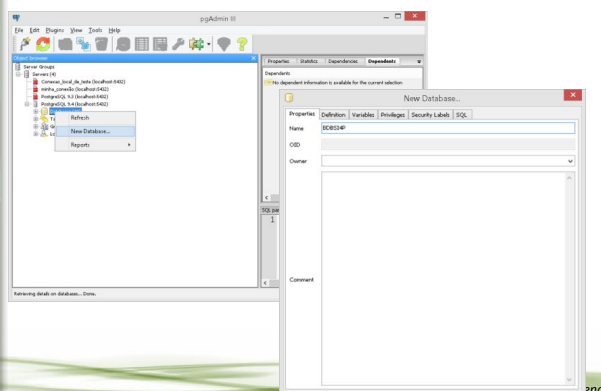 pgAdmin III
File Edit Plugins View Tools Help
Object Browser
Server Groups
Servers (4)
Conexao_local_de_teste (localhost:5432)
minha_conexão (localhost:5432)
PostgreSQL 9.3 (localhost:5432)
PostgreSQL 9.4 (localhost:5432)
Refresh
New Database...
Reports
Properties Statistics Dependencies Dependents
Dependents
No dependent information is available for the current selection
SQL pan
1
Retrieving details on databases... Done.
New Database...
Properties Definition Variables Privileges Security Labels SQL
Name BDBS34P
OID
Owner
Comment